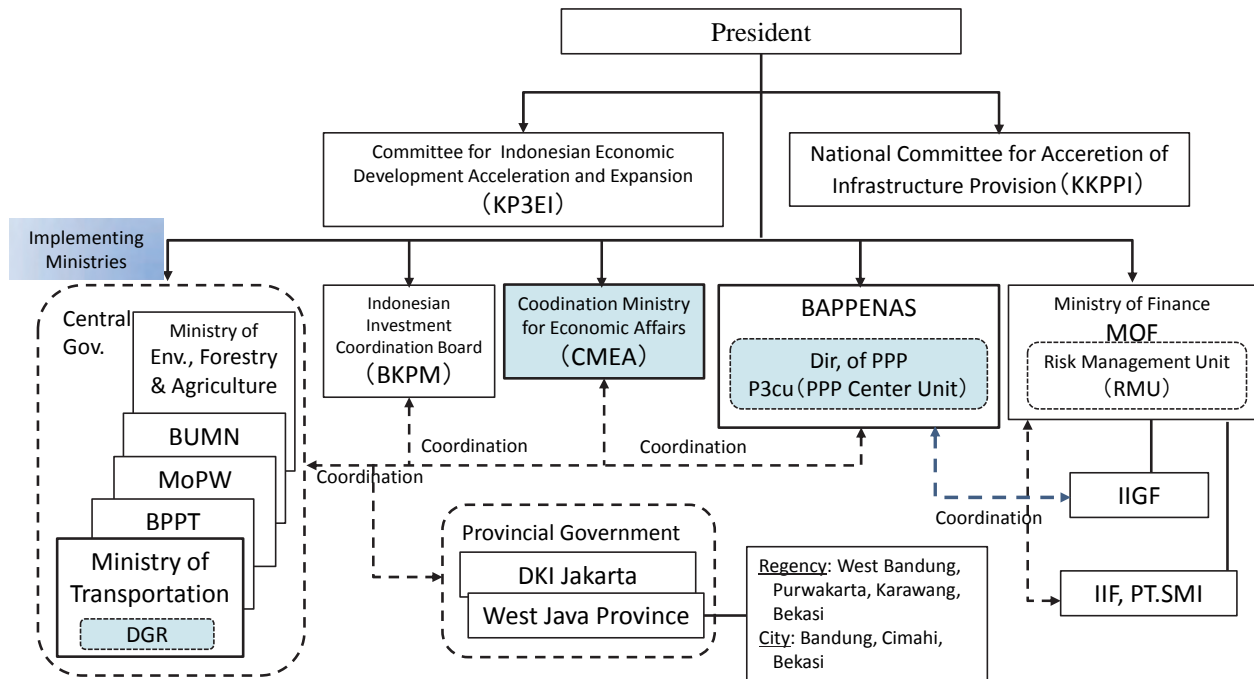 President
Committee for Indonesian Economic
Development Acceleration and Expansion
（KP3EI）
National Committee for Acceretion of
Infrastructure Provision（KKPPI）
Implementing
Ministries
Central
Gov.
Ministry of
Env., Forestry
& Agriculture
BUMN
MoPW
BPPT
Ministry of
Transportation
DGR
Indonesian
Investment
Coordination Board
（BKPM）
Coodination Ministry
for Economic Affairs
（CMEA）
BAPPENAS
Dir, of PPP
P3cu（PPP Center Unit）
Ministry of Finance
MOF
Risk Management Unit
（RMU）
Coordination
Coordination
Coordination
Coordination
IIGF
IIF, PT.SMI
Provincial Government
DKI Jakarta
West Java Province
Regency: West Bandung,
Purwakarta, Karawang,
Bekasi
City: Bandung, Cimahi,
Bekasi